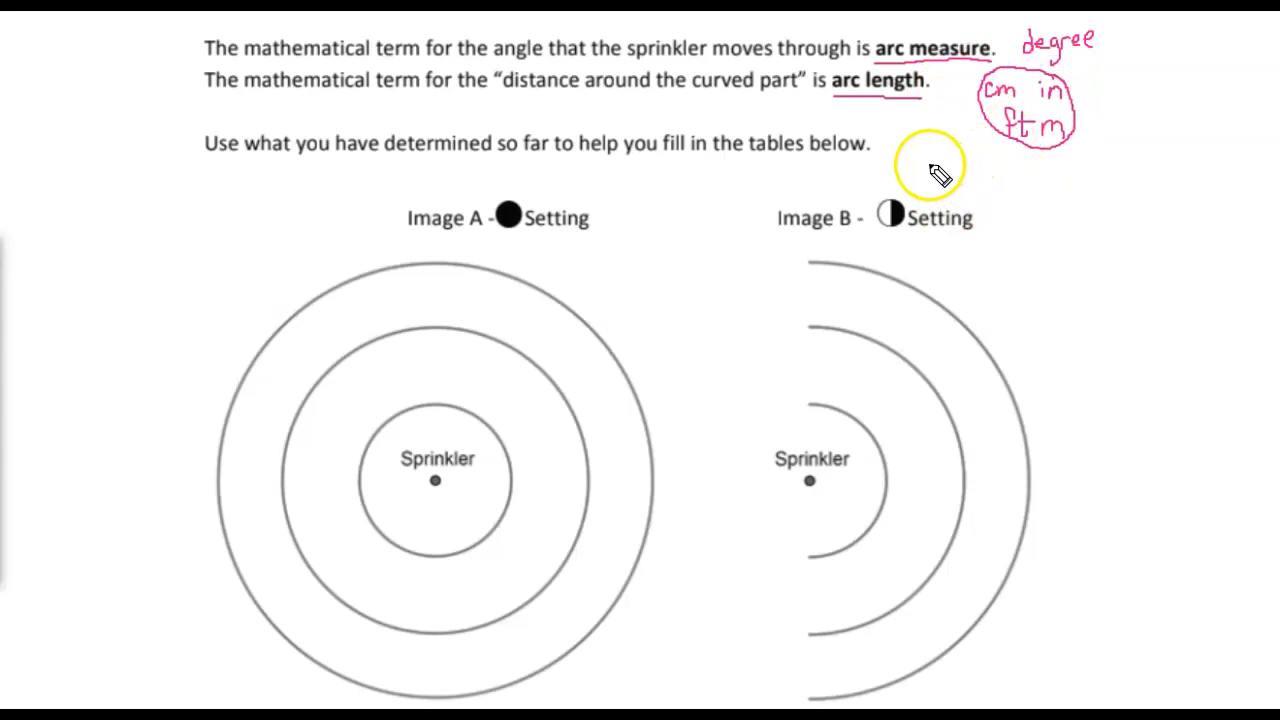 The mathematical term for the angle that the sprinkler moves through is arc measure. degree
The mathematical term for the “distance around the curved part” is arc length. cm in
ft m
Use what you have determined so far to help you fill in the tables below.
Image A - Setting
Image B - Setting
Sprinkler
Sprinkler